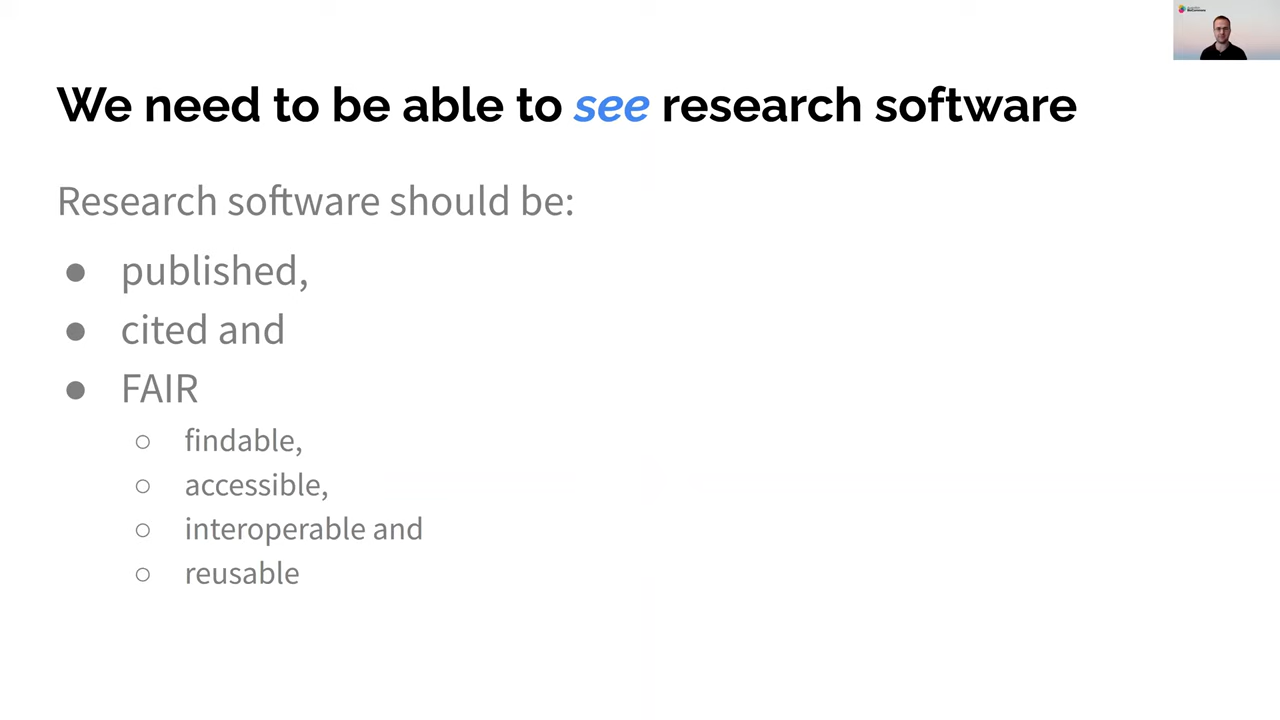 We need to be able to see research software
Research software should be:
● published,
● cited and
● FAIR
○ findable,
○ accessible,
○ interoperable and
○ reusable